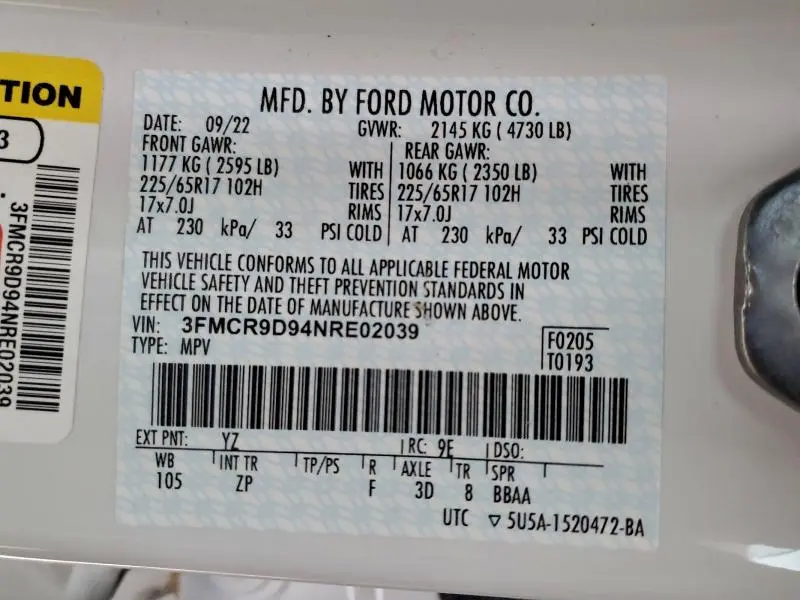 TION
3
3FMCR9D94NRE02039
MFD. BY FORD MOTOR CO.
DATE: 09/22 GVWR: 2145 KG ( 4730 LB)
FRONT GAWR: REAR GAWR:
1177 KG ( 2595 LB) WITH 1066 KG ( 2350 LB) WITH
225/65R17 102H TIRES 225/65R17 102H TIRES
17x7.0J RIMS 17x7.0J RIMS
AT 230 kPa/ 33 PSI COLD AT 230 kPa/ 33 PSI COLD
THIS VEHICLE CONFORMS TO ALL APPLICABLE FEDERAL MOTOR
VEHICLE SAFETY AND THEFT PREVENTION STANDARDS IN
EFFECT ON THE DATE OF MANUFACTURE SHOWN ABOVE.
VIN: 3FMCR9D94NRE02039
TYPE: MPV
F0205
T0193
EXT PNT: YZ RC: 9E DSO:
WB INT TR TP/PS R AXLE TR SPR
105 ZP F 3D 8 BBAA
UTC ▽ 5U5A-1520472-BA